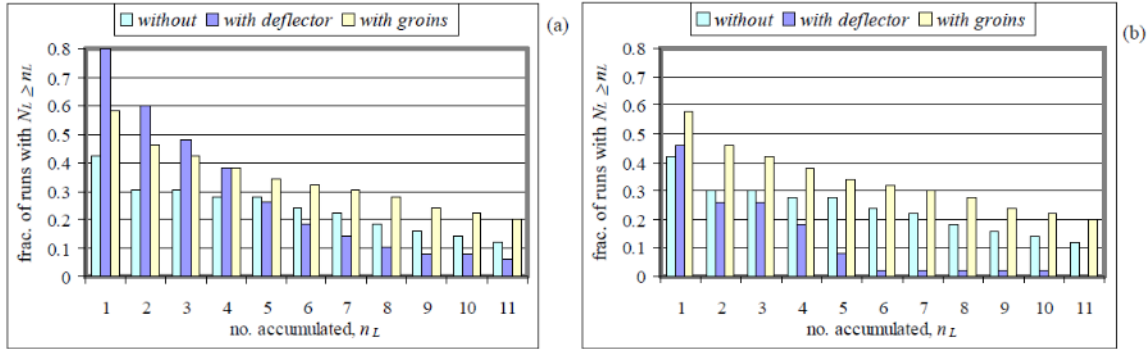 without with deflector with groins
(a)
frac. of runs with NL ≥ nL
0.8
0.7
0.6
0.5
0.4
0.3
0.2
0.1
0
1 2 3 4 5 6 7 8 9 10 11
no. accumulated, nL
without with deflector with groins
(b)
frac. of runs with NL ≥ nL
0.8
0.7
0.6
0.5
0.4
0.3
0.2
0.1
0
1 2 3 4 5 6 7 8 9 10 11
no. accumulated, nL